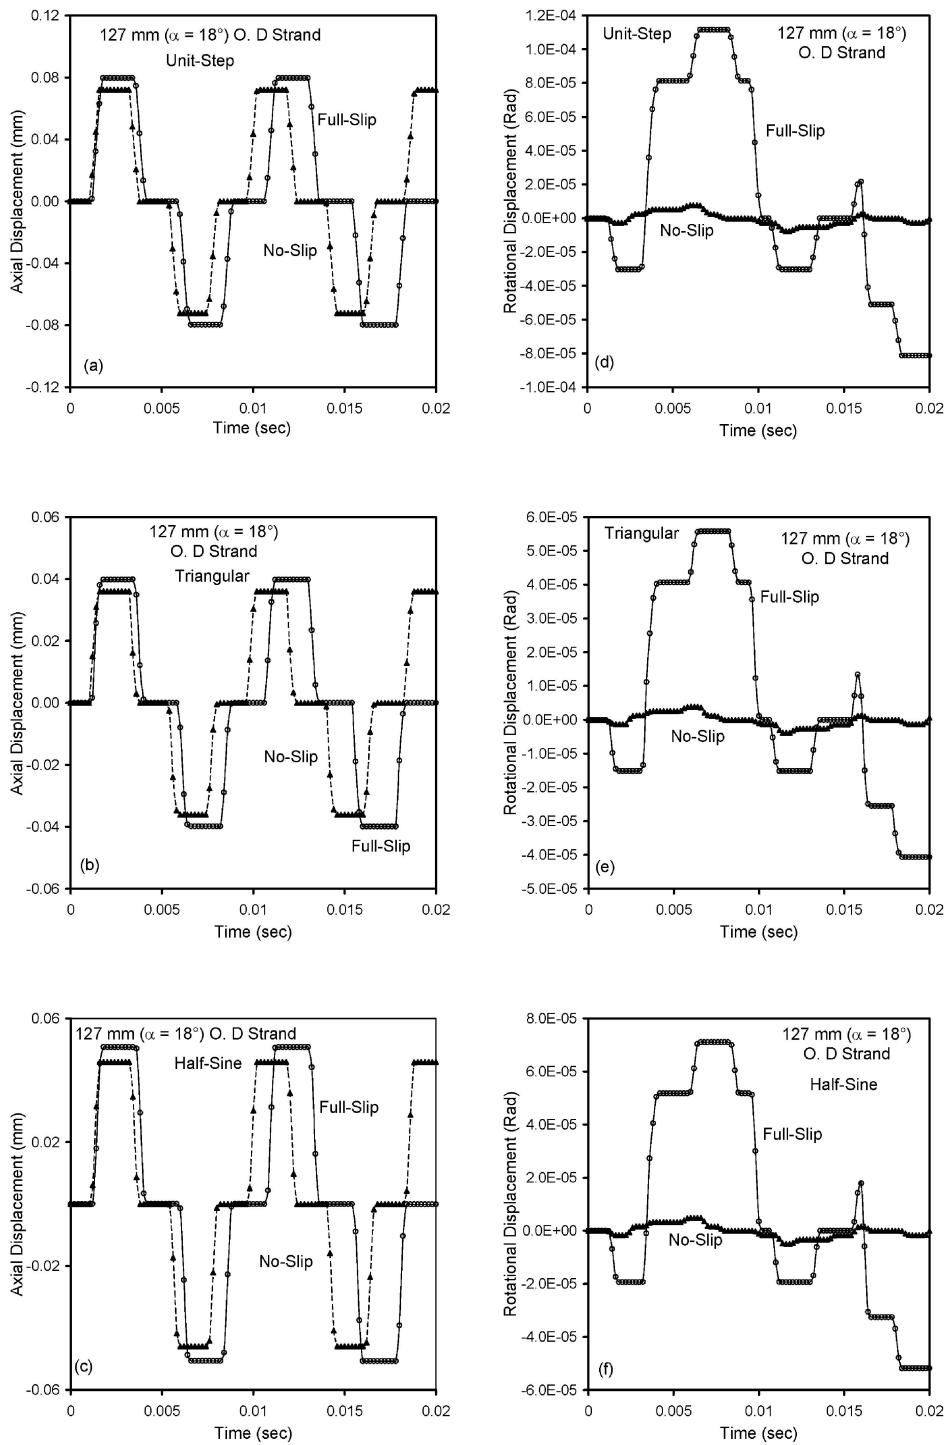 127 mm (α = 18°) O. D Strand
Unit-Step
0.12
0.08
0.04
0.00
-0.04
-0.08
-0.12
Axial Displacement (mm)
Full-Slip
No-Slip
(a)
0
0.005
0.01
0.015
0.02
Time (sec)
Unit-Step
127 mm (α = 18°)
O. D Strand
1.2E-04
1.0E-04
8.0E-05
6.0E-05
4.0E-05
2.0E-05
0.0E+00
-2.0E-05
-4.0E-05
-6.0E-05
-8.0E-05
-1.0E-04
Rotational Displacement (Rad)
Full-Slip
No-Slip
(d)
0
0.005
0.01
0.015
0.02
Time (sec)
127 mm (α = 18°)
O. D Strand
Triangular
0.06
0.04
0.02
0.00
-0.02
-0.04
-0.06
Axial Displacement (mm)
No-Slip
Full-Slip
(b)
0
0.005
0.01
0.015
0.02
Time (sec)
Triangular
127 mm (α = 18°)
O. D Strand
6.0E-05
5.0E-05
4.0E-05
3.0E-05
2.0E-05
1.0E-05
0.0E+00
-1.0E-05
-2.0E-05
-3.0E-05
-4.0E-05
-5.0E-05
Rotational Displacement (Rad)
Full-Slip
No-Slip
(e)
0
0.005
0.01
0.015
0.02
Time (sec)
127 mm (α = 18°) O. D Strand
Half-Sine
0.06
0.02
0.00
-0.02
-0.06
Axial Displacement (mm)
Full-Slip
No-Slip
(c)
0
0.005
0.01
0.015
0.02
Time (sec)
127 mm (α = 18°)
O. D Strand
Half-Sine
8.0E-05
6.0E-05
4.0E-05
2.0E-05
0.0E+00
-2.0E-05
-4.0E-05
-6.0E-05
Rotational Displacement (Rad)
Full-Slip
No-Slip
(f)
0
0.005
0.01
0.015
0.02
Time (sec)